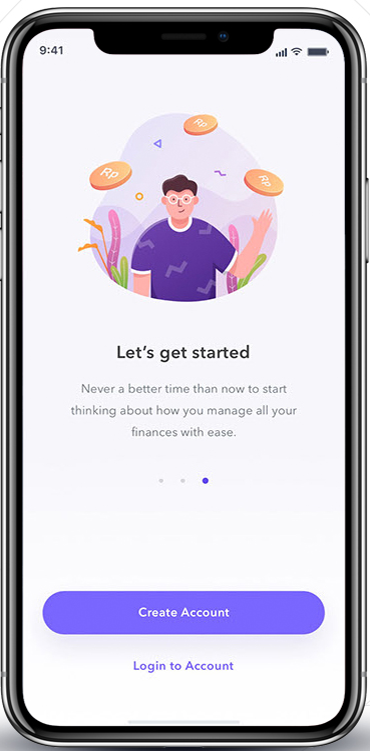 9:41
Rp
Rp
Rp
Let's get started
Never a better time than now to start
thinking about how you manage all your
finances with ease.
Create Account
Login to Account